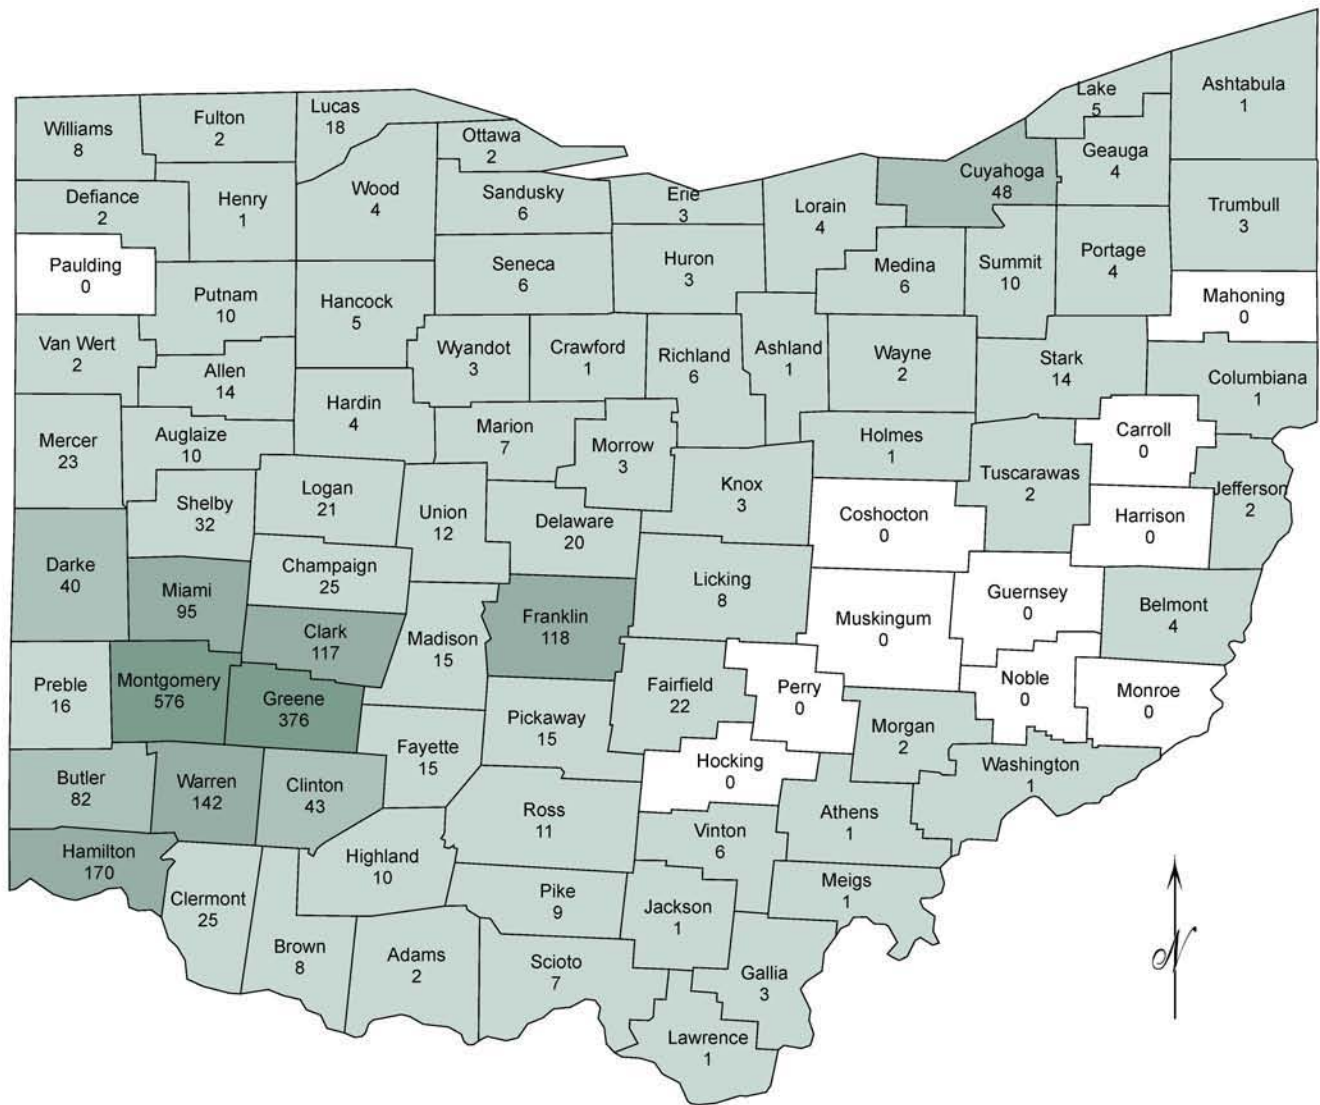 Ashtabula
1
Lake
5
Lucas
18
Fulton
2
Williams
8
Ottawa
2
Geauga
4
Cuyahoga
48
Wood
4
Sandusky
6
Erie
3
Defiance
2
Henry
1
Lorain
4
Trumbull
3
Portage
4
Huron
3
Seneca
6
Medina
6
Summit
10
Paulding
0
Putnam
10
Hancock
5
Mahoning
0
Van Wert
2
Allen
14
Wyandot
3
Crawford
1
Richland
6
Ashland
1
Wayne
2
Stark
14
Columbiana
1
Hardin
4
Mercer
23
Auglaize
10
Marion
7
Morrow
3
Holmes
1
Carroll
0
Tuscarawas
2
Logan
21
Knox
3
Jefferson
2
Shelby
32
Union
12
Delaware
20
Coshocton
0
Harrison
0
Darke
40
Champaign
25
Miami
95
Licking
8
Guernsey
0
Belmont
4
Franklin
118
Muskingum
0
Clark
117
Madison
15
Preble
16
Montgomery
576
Greene
376
Fairfield
22
Perry
0
Noble
0
Monroe
0
Pickaway
15
Morgan
2
Fayette
15
Hocking
0
Washington
1
Butler
82
Warren
142
Clinton
43
Ross
11
Athens
1
Vinton
6
Hamilton
170
Highland
10
Meigs
1
Clermont
25
Pike
9
Jackson
1
Brown
8
Adams
2
Scioto
7
Gallia
3
Lawrence
1
N